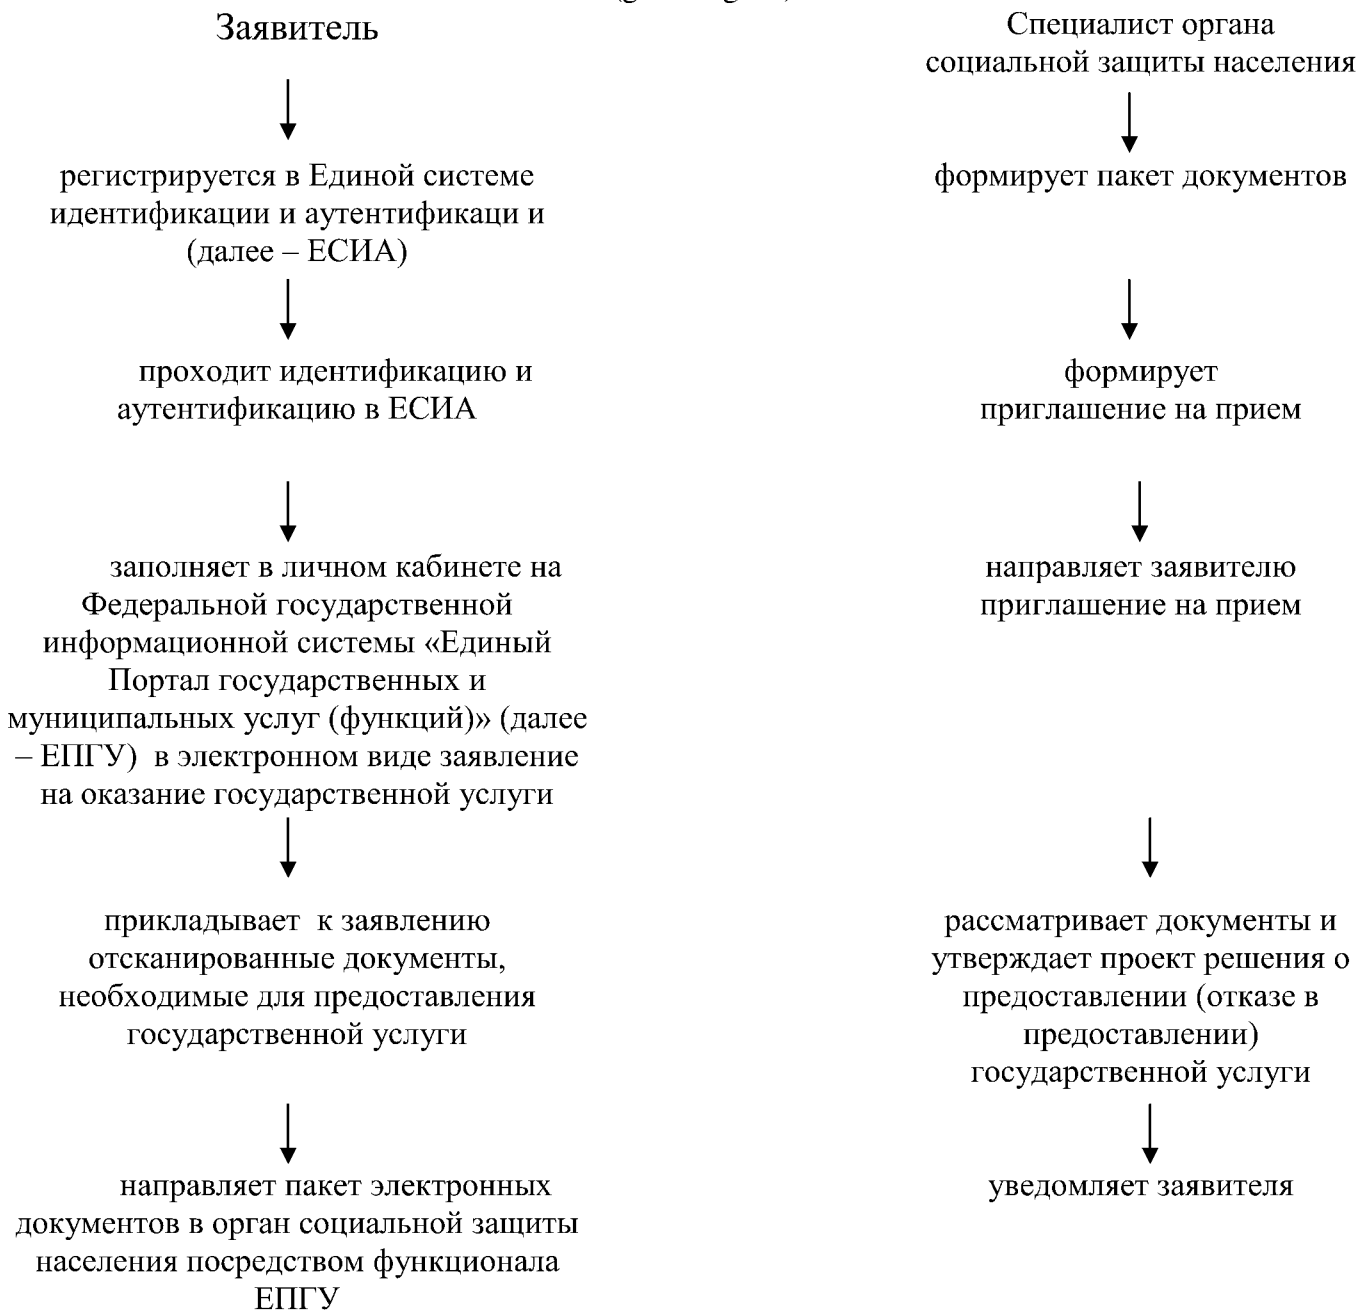 Заявитель
регистрируется в Единой системе
идентификации и аутентификаци и
(далее – ЕСИА)
проходит идентификацию и
аутентификацию в ЕСИА
заполняет в личном кабинете на
Федеральной государственной
информационной системы «Единый
Портал государственных и
муниципальных услуг (функций)» (далее
– ЕПГУ)  в электронном виде заявление
на оказание государственной услуги
прикладывает  к заявлению
отсканированные документы,
необходимые для предоставления
государственной услуги
направляет пакет электронных
документов в орган социальной защиты
населения посредством функционала
ЕПГУ
Специалист органа
социальной защиты населения
формирует пакет документов
формирует
приглашение на прием
направляет заявителю
приглашение на прием
рассматривает документы и
утверждает проект решения о
предоставлении (отказе в
предоставлении)
государственной услуги
уведомляет заявителя